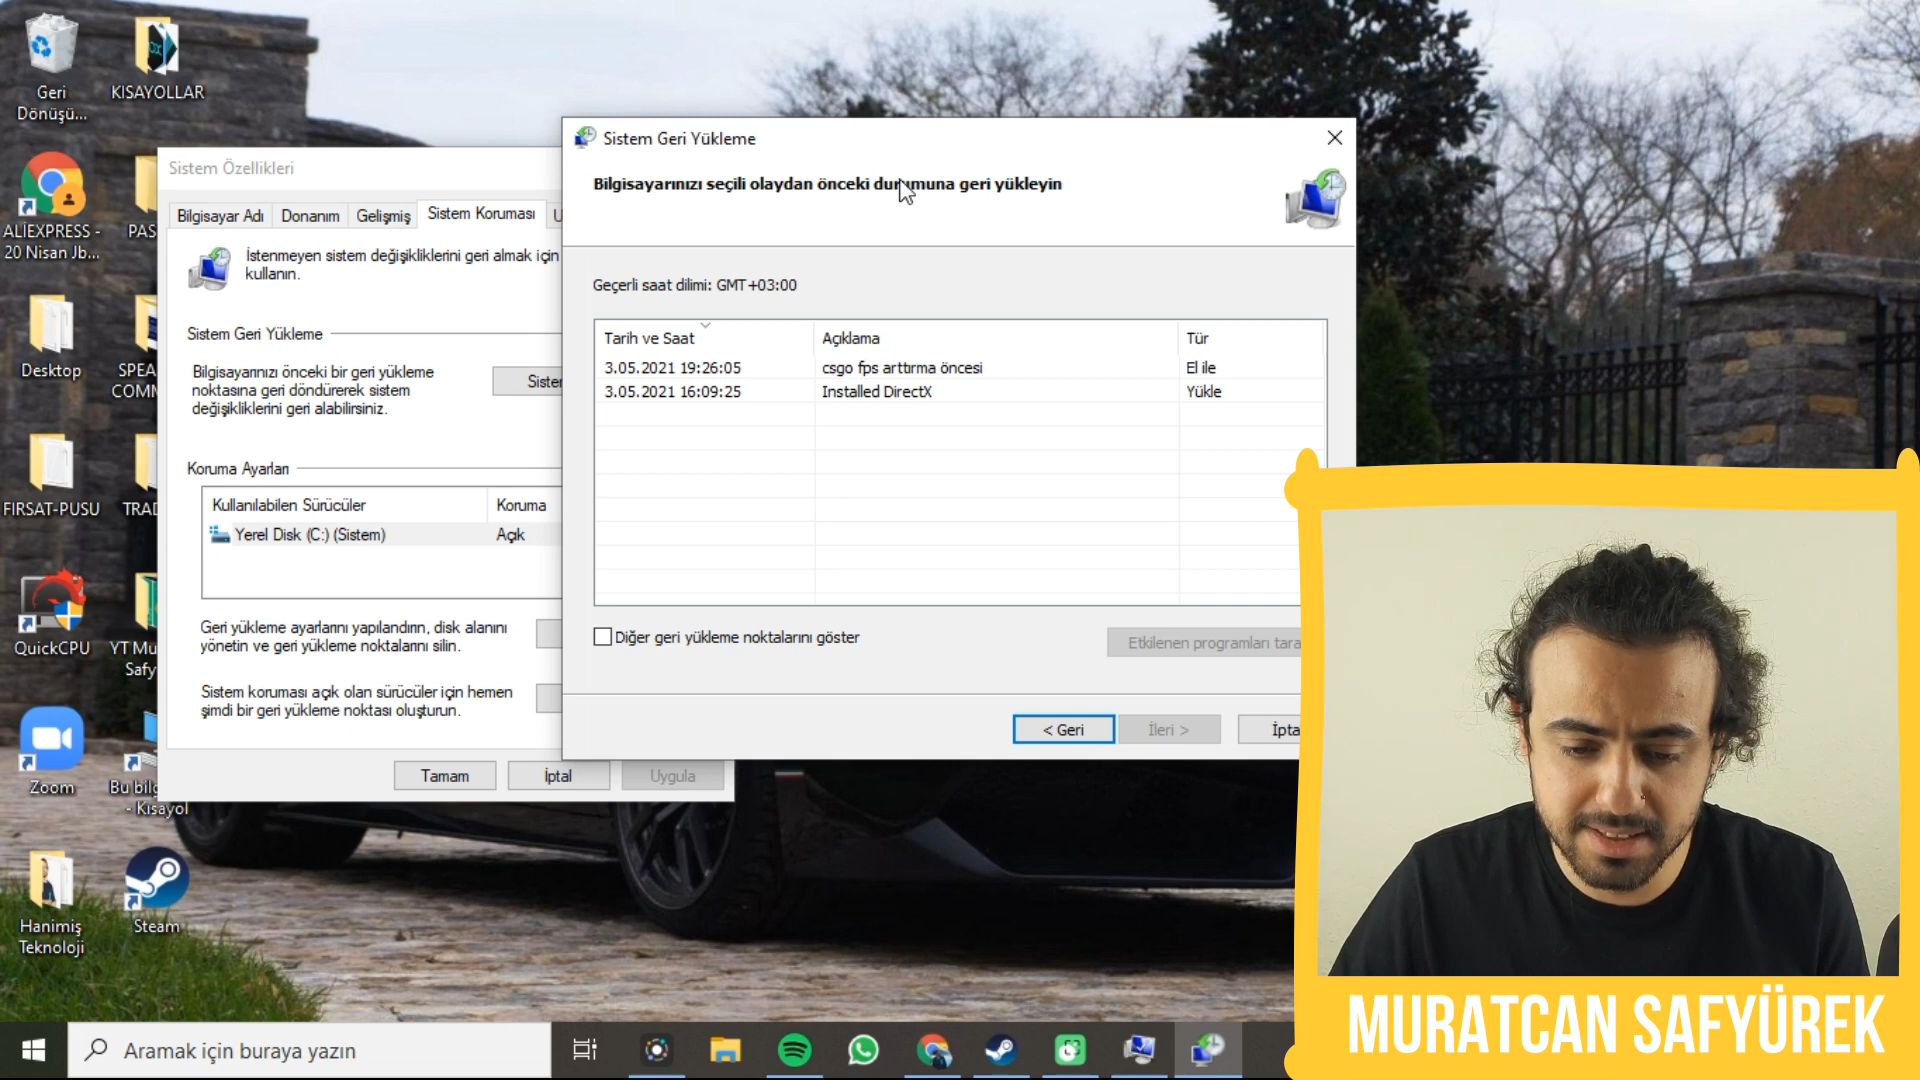 Geri
Dönüşü...
KISAYOLLAR
ALİEXPRESS -
20 Nisan Jb...
PAS
Desktop
SPEA
COMM
FIRSAT-PUSU
TRAD
QuickCPU
YT Mu
Safy
Zoom
Bu bilg
- Kısayol
Hanimiş
Teknoloji
Steam
Sistem Özellikleri
Bilgisayar Adı
Donanım
Gelişmiş
Sistem Koruması
U
İstenmeyen sistem değişikliklerini geri almak için
kullanın.
Sistem Geri Yükleme
Bilgisayarınızı önceki bir geri yükleme
noktasına geri döndürerek sistem
değişikliklerini geri alabilirsiniz.
Sister
Koruma Ayarları
Kullanılabilen Sürücüler
Koruma
Yerel Disk (C:) (Sistem)
Açık
Geri yükleme ayarlarını yapılandırın, disk alanını
yönetin ve geri yükleme noktalarını silin.
Sistem koruması açık olan sürücüler için hemen
şimdi bir geri yükleme noktası oluşturun.
Tamam
İptal
Uygula
Sistem Geri Yükleme
Bilgisayarınızı seçili olaydan önceki durumuna geri yükleyin
Geçerli saat dilimi: GMT+03:00
Tarih ve Saat
Açıklama
Tür
3.05.2021 19:26:05
csgo fps arttırma öncesi
El ile
3.05.2021 16:09:25
Installed DirectX
Yükle
Diğer geri yükleme noktalarını göster
Etkilenen programları tara
< Geri
İleri >
İpta
Aramak için buraya yazın
MURATCAN SAFYÜREK